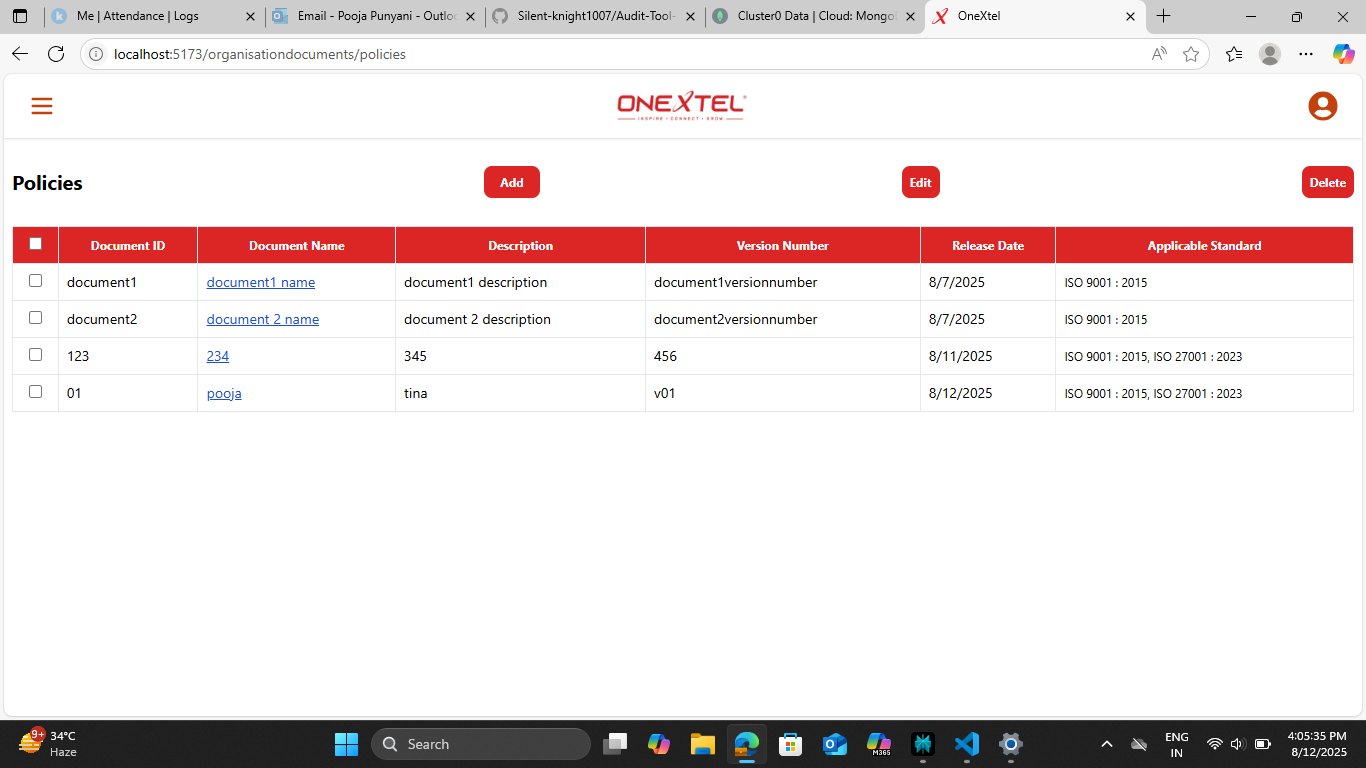 Me | Attendance | Logs
Email - Pooja Punyani - Outlo
Silent-knight1007/Audit-Tool-
Cluster0 Data | Cloud: Mongo
OneXtel
localhost:5173/organisationdocuments/policies
ONEXTEL
INSPIRE • CONNECT • GROW
Policies Add Edit Delete
Document ID Document Name Description Version Number Release Date Applicable Standard
document1 document1 name document1 description document1versionnumber 8/7/2025 ISO 9001 : 2015
document2 document 2 name document 2 description document2versionnumber 8/7/2025 ISO 9001 : 2015
123 234 345 456 8/11/2025 ISO 9001 : 2015, ISO 27001 : 2023
01 pooja tina v01 8/12/2025 ISO 9001 : 2015, ISO 27001 : 2023
9+
34°C
Haze
Search
M365
ENG
IN
4:05:35 PM
8/12/2025